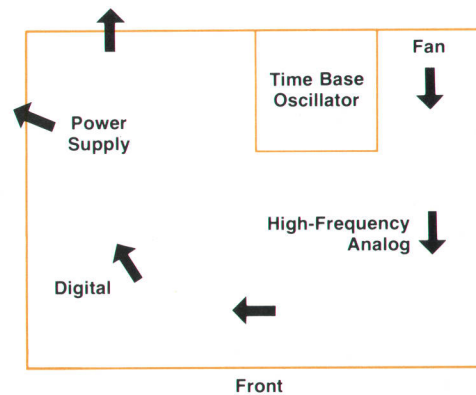 Fan
Time Base
Oscillator
Power
Supply
High-Frequency
Analog
Digital
Front